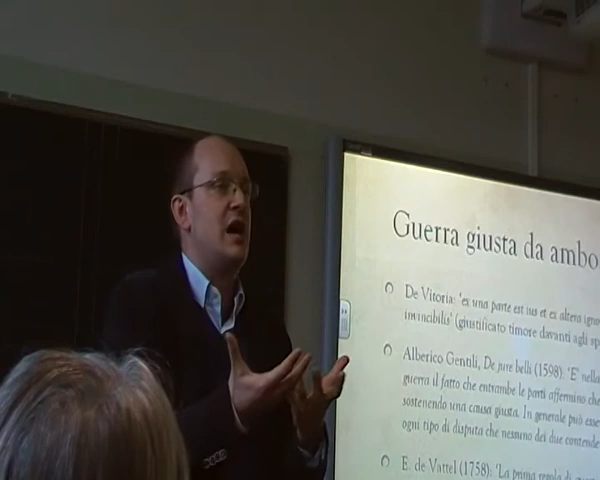 Guerra giusta da ambo
De Vitoria: 'ex una parte est ius et ex altera igno
invincibilis' (giustificato timore davanti agli sp
Alberico Gentili, De jure belli (1598): 'E' nella
guerra il fatto che entrambe le parti affermino che
sostenendo una causa giusta. In generale può esse
ogni tipo di disputa che nessuno dei due contende
E. de Vattel (1758): 'La prima regola di